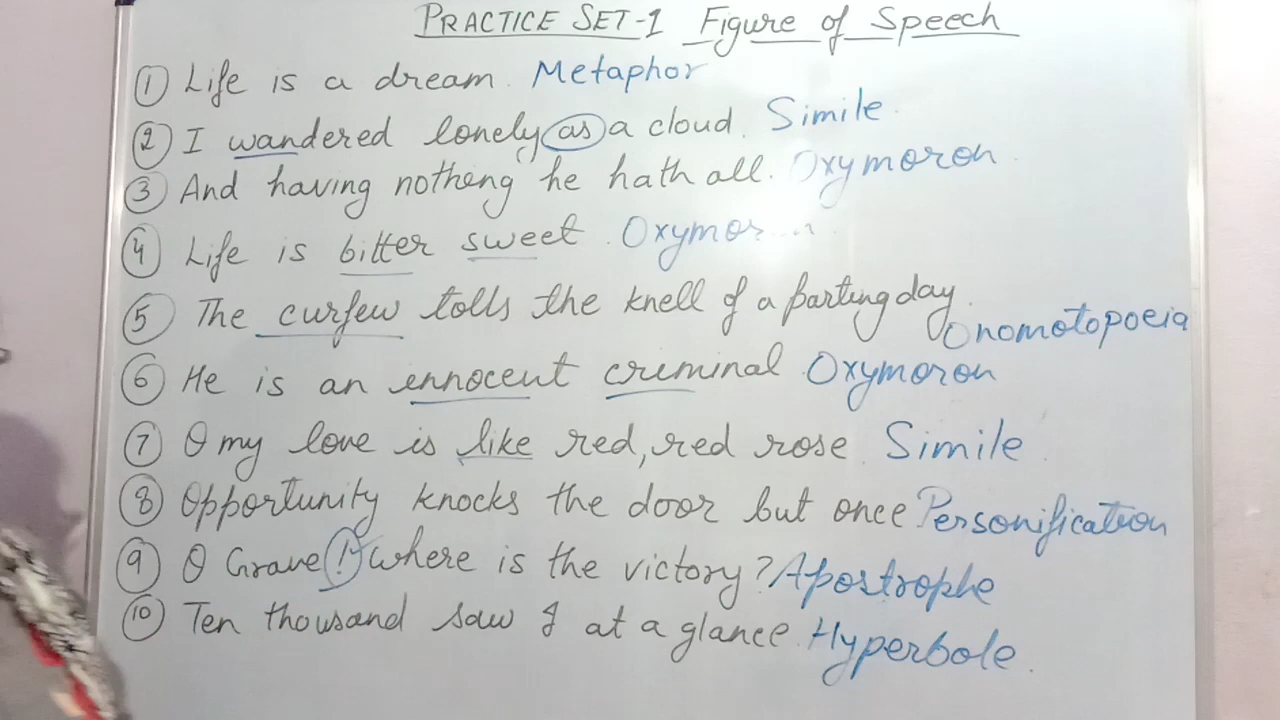 PRACTICE SET-1 Figure of Speech
① Life is a dream. Metaphor
② I wandered lonely as a cloud. Simile.
③ And having nothing he hath all. Oxymoron
④ Life is bitter sweet. Oxymoron
⑤ The curfew tolls the knell of a parting day. Onomotopoeia
⑥ He is an innocent criminal Oxymoron
⑦ O my love is like red, red rose. Simile
⑧ Opportunity knocks the door but once Personification
⑨ O Grave! where is the victory? Apostrophe
⑩ Ten thousand saw I at a glance. Hyperbole.